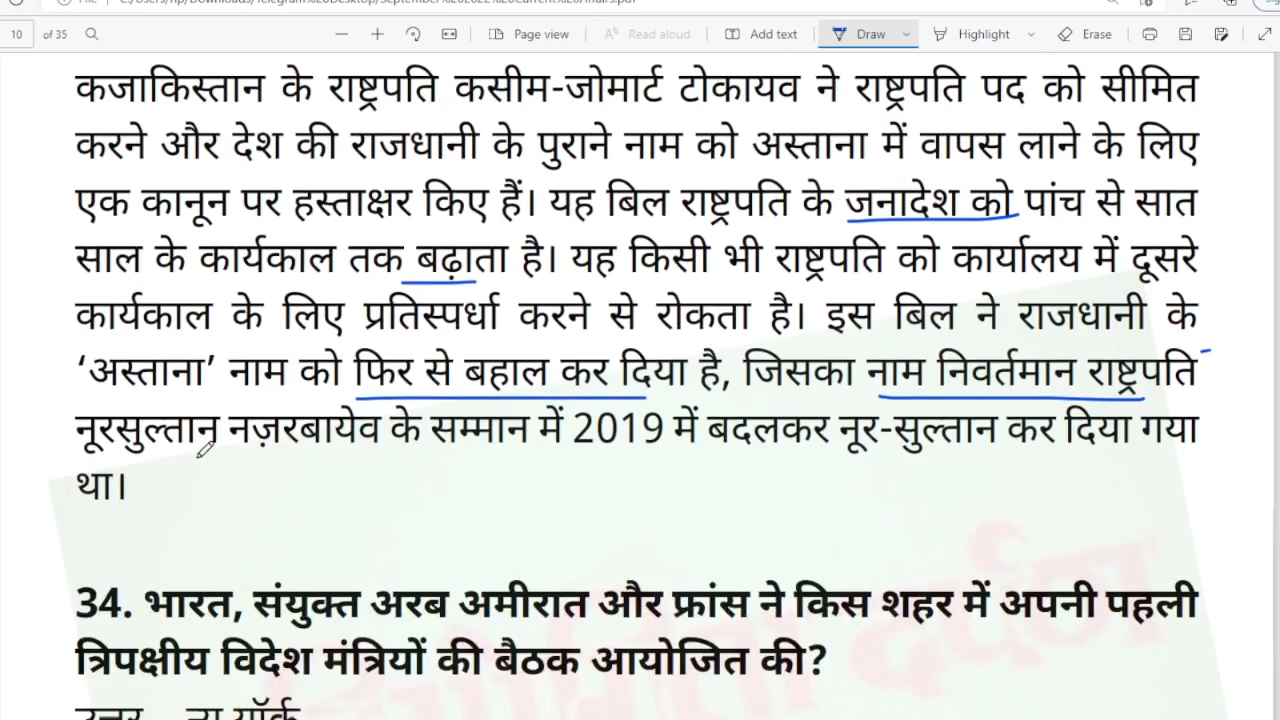 10 of 35 Page view Read aloud Add text Draw Highlight Erase
कजाकिस्तान के राष्ट्रपति कसीम-जोमार्ट टोकायव ने राष्ट्रपति पद को सीमित
करने और देश की राजधानी के पुराने नाम को अस्ताना में वापस लाने के लिए
एक कानून पर हस्ताक्षर किए हैं। यह बिल राष्ट्रपति के जनादेश को पांच से सात
साल के कार्यकाल तक बढ़ाता है। यह किसी भी राष्ट्रपति को कार्यालय में दूसरे
कार्यकाल के लिए प्रतिस्पर्धा करने से रोकता है। इस बिल ने राजधानी के
‘अस्ताना’ नाम को फिर से बहाल कर दिया है, जिसका नाम निवर्तमान राष्ट्रपति
नूरसुल्तान नज़रबायेव के सम्मान में 2019 में बदलकर नूर-सुल्तान कर दिया गया
था।
34. भारत, संयुक्त अरब अमीरात और फ्रांस ने किस शहर में अपनी पहली
त्रिपक्षीय विदेश मंत्रियों की बैठक आयोजित की?
उत्तर – न्यू यॉर्क